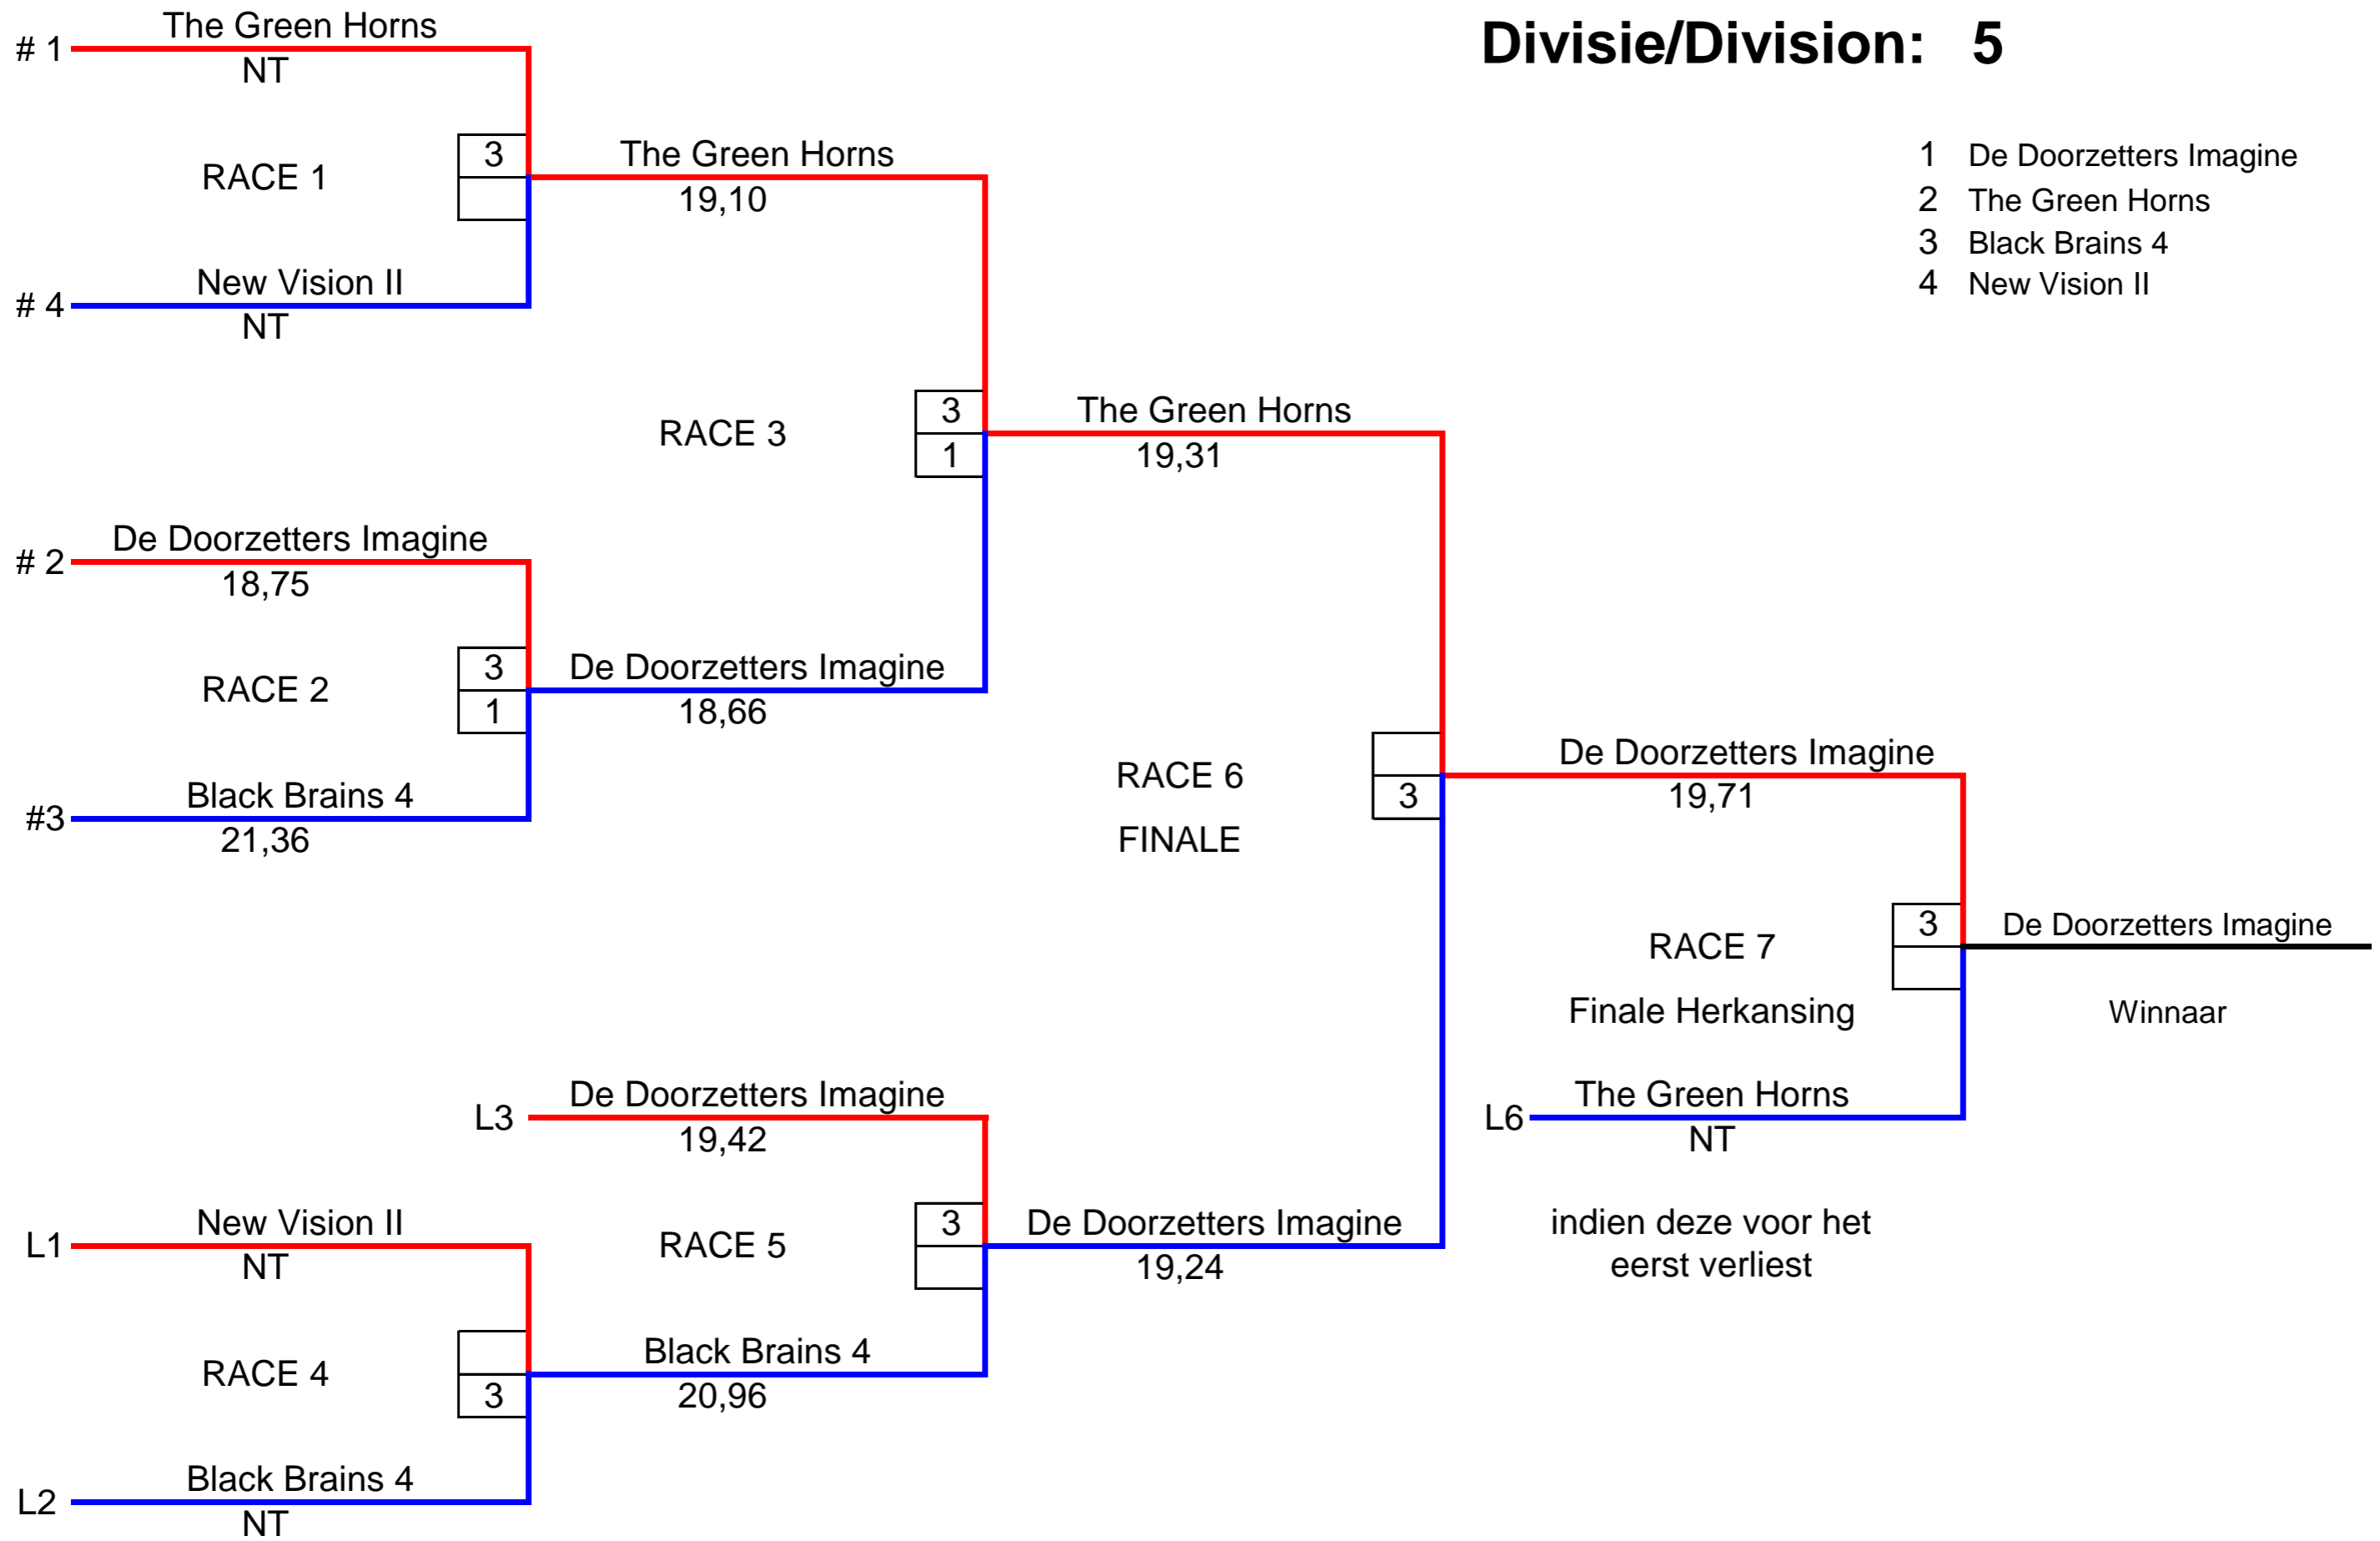 Divisie/Division: 5
1 De Doorzetters Imagine
2 The Green Horns
3 Black Brains 4
4 New Vision II
# 1
The Green Horns
NT
RACE 1
3
# 4
New Vision II
NT
The Green Horns
19,10
RACE 3
3
1
# 2
De Doorzetters Imagine
18,75
RACE 2
3
1
#3
Black Brains 4
21,36
De Doorzetters Imagine
18,66
The Green Horns
19,31
RACE 6
FINALE
3
De Doorzetters Imagine
19,71
RACE 7
Finale Herkansing
3
De Doorzetters Imagine
Winnaar
L6
The Green Horns
NT
indien deze voor het
eerst verliest
L3
De Doorzetters Imagine
19,42
RACE 5
3
De Doorzetters Imagine
19,24
L1
New Vision II
NT
RACE 4
3
Black Brains 4
20,96
L2
Black Brains 4
NT